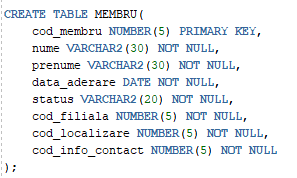 CREATE TABLE MEMBRU(
cod_membru NUMBER(5) PRIMARY KEY,
nume VARCHAR2(30) NOT NULL,
prenume VARCHAR2(30) NOT NULL,
data_aderare DATE NOT NULL,
status VARCHAR2(20) NOT NULL,
cod_filiala NUMBER(5) NOT NULL,
cod_localizare NUMBER(5) NOT NULL,
cod_info_contact NUMBER(5) NOT NULL
);